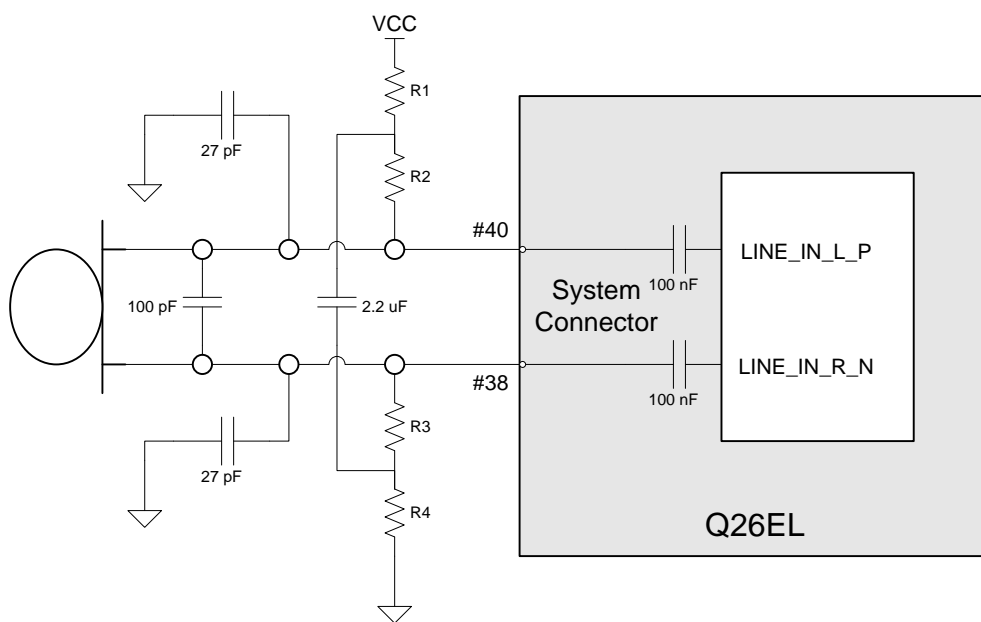 VCC
R1
27 pF
R2
#40
LINE_IN_L_P
100 nF
System
Connector
100 pF
2.2 uF
LINE_IN_R_N
#38
100 nF
R3
27 pF
R4
Q26EL